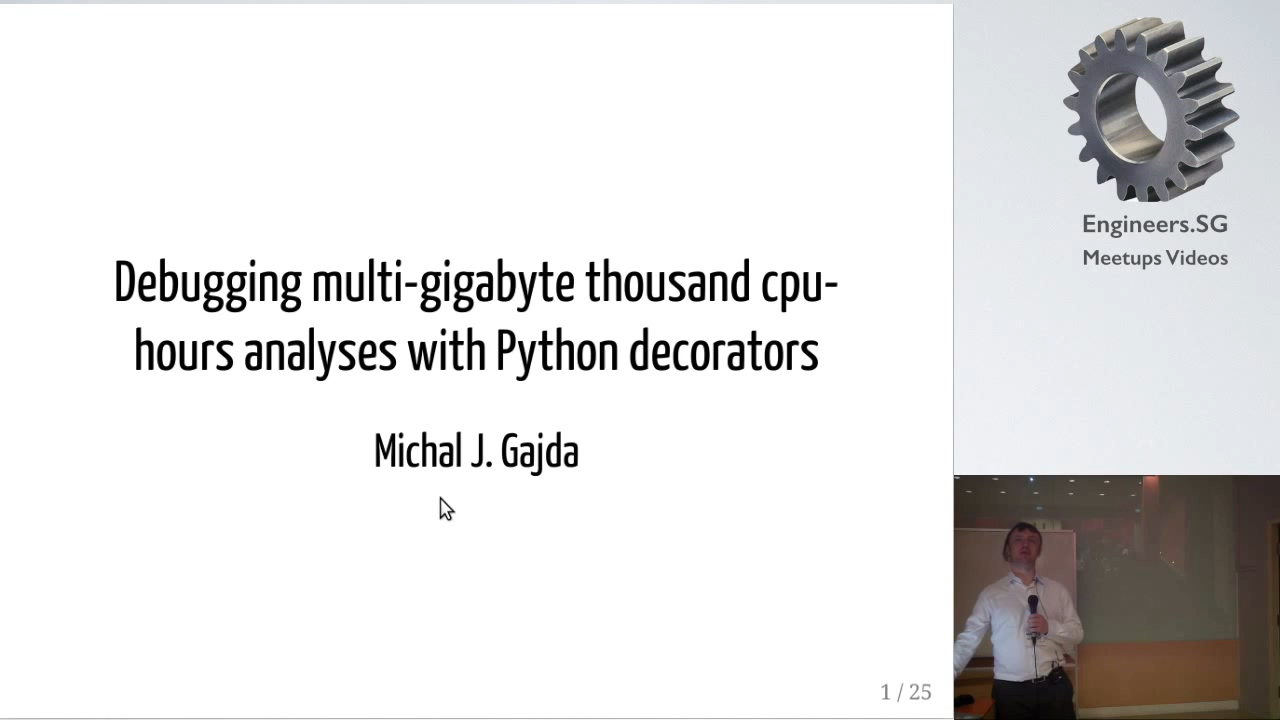 Debugging multi-gigabyte thousand cpu-
hours analyses with Python decorators
Michal J. Gajda
1 / 25
Engineers.SG
Meetups Videos